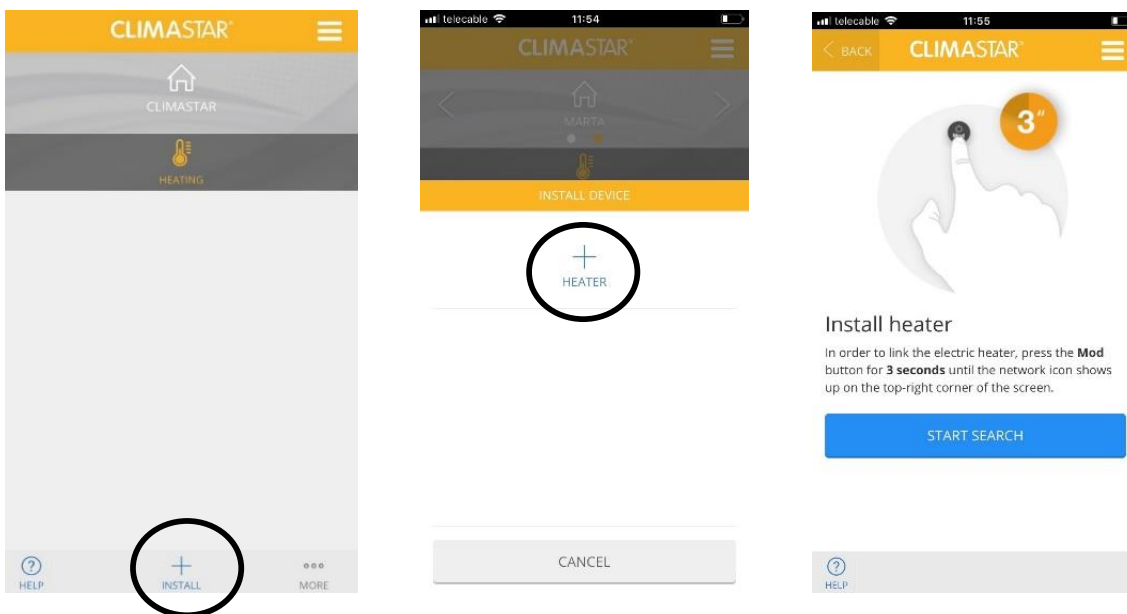 CLIMASTAR®
CLIMASTAR
HEATING
HELP
INSTALL
MORE
telecable
11:54
CLIMASTAR®
MARTA
INSTALL DEVICE
HEATER
CANCEL
telecable
11:55
BACK
CLIMASTAR®
3"
Install heater
In order to link the electric heater, press the Mod
button for 3 seconds until the network icon shows
up on the top-right corner of the screen.
START SEARCH
HELP